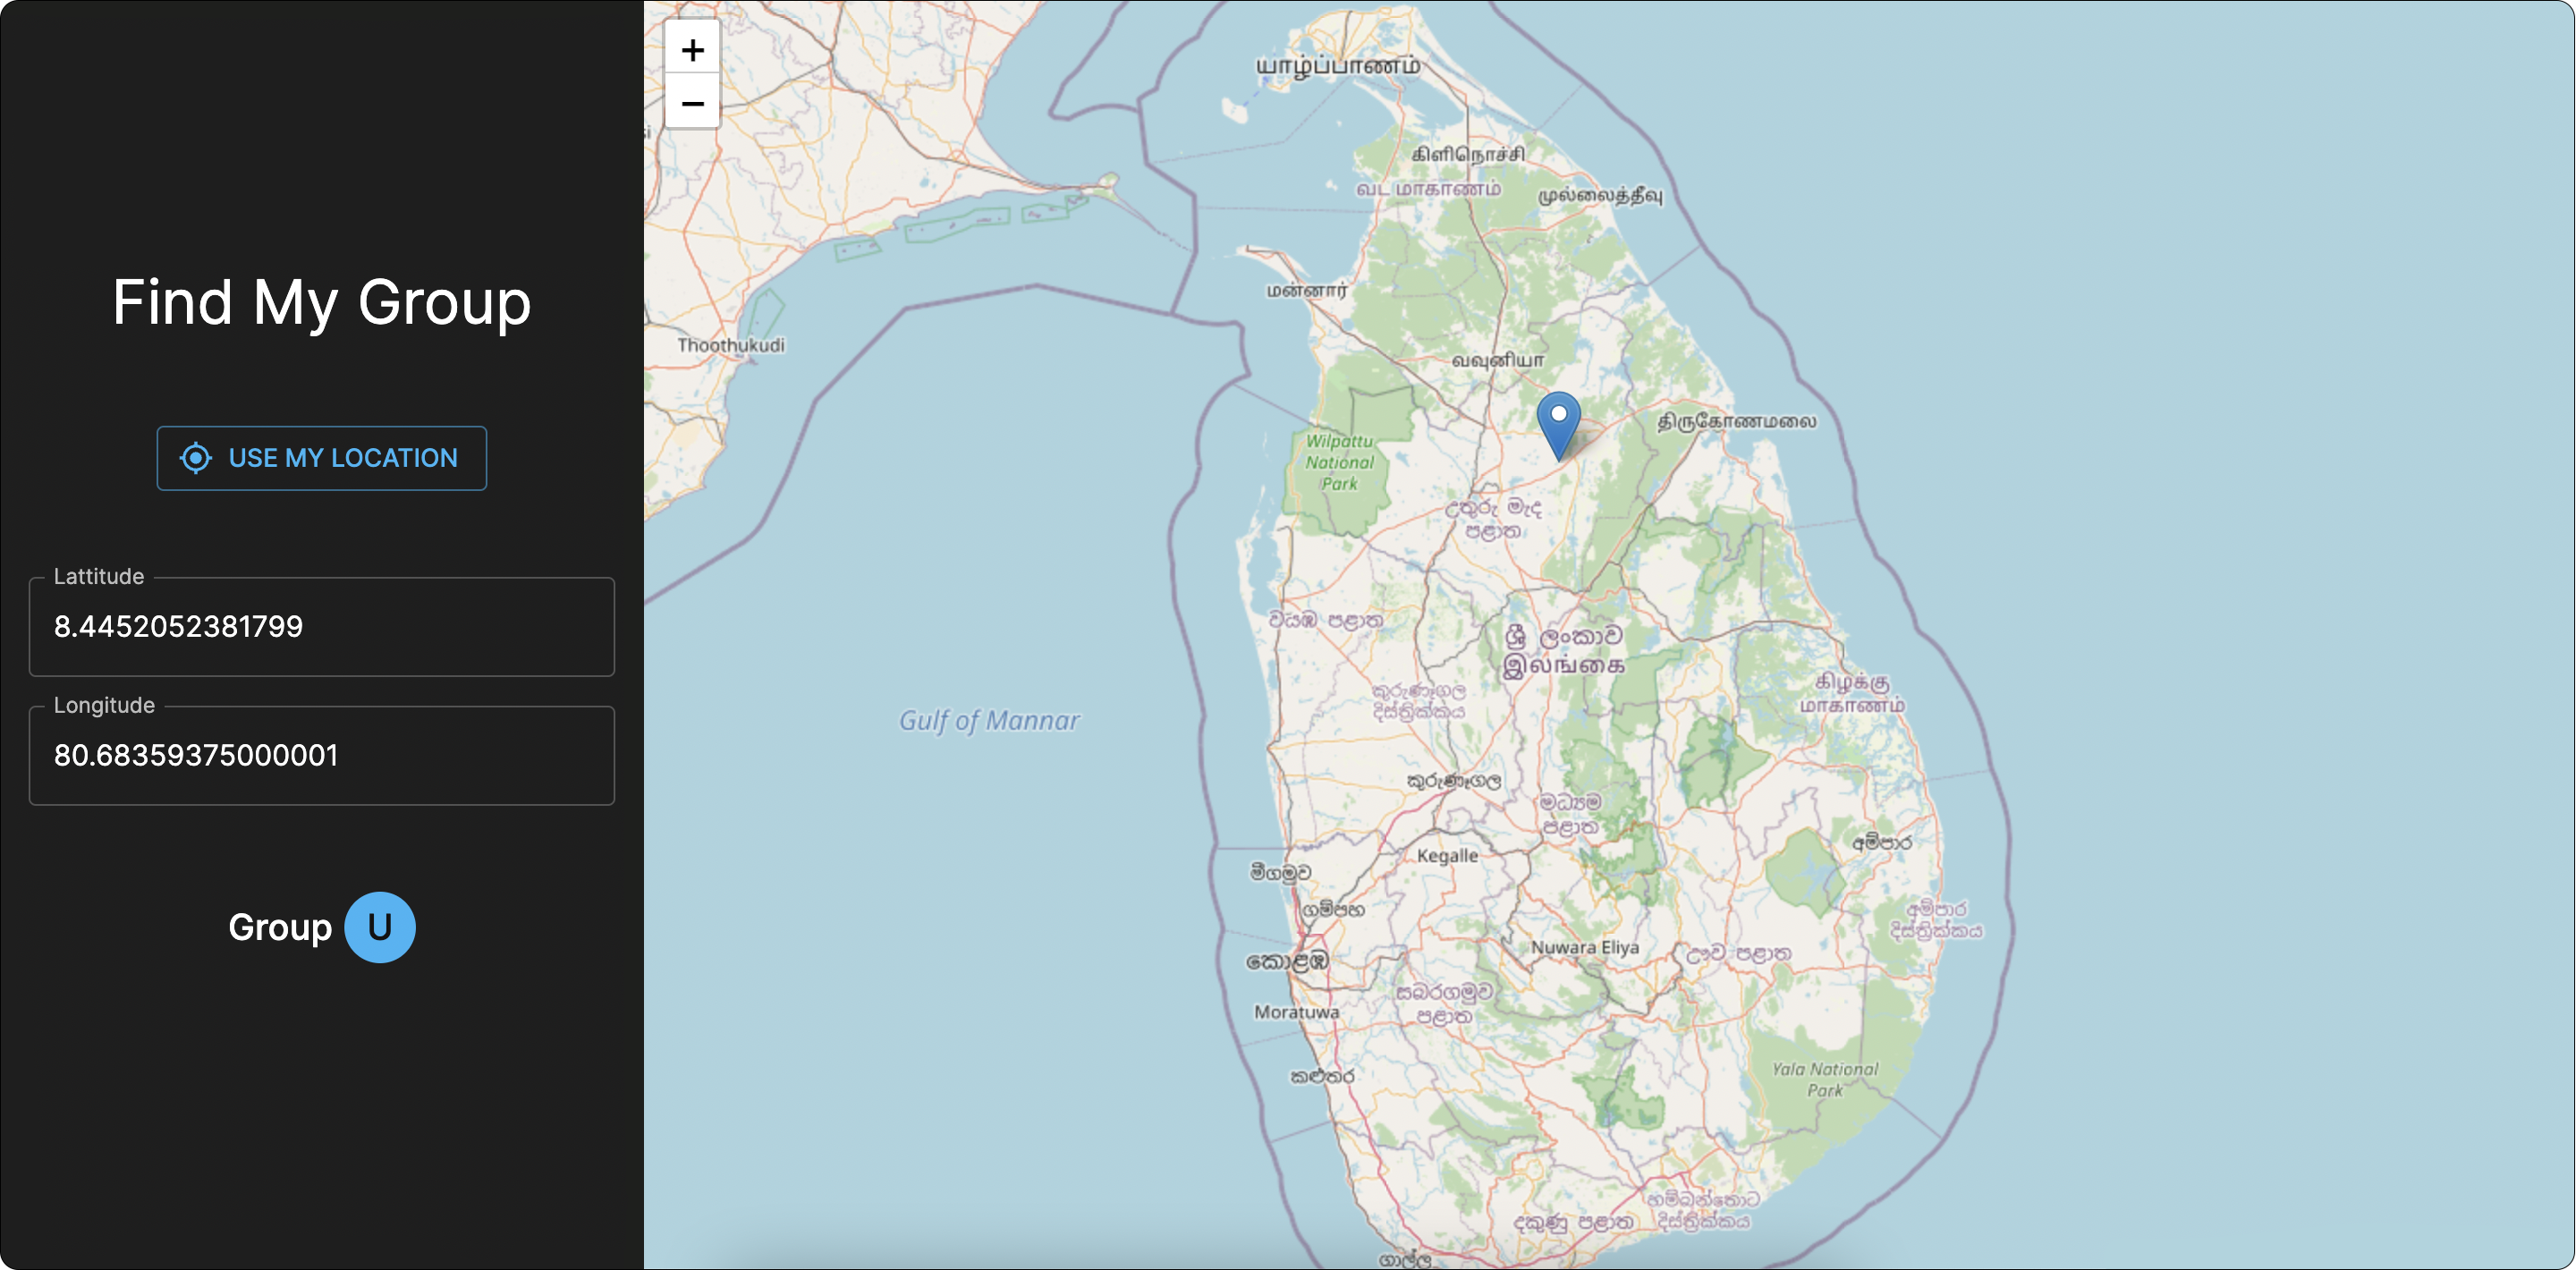 Find My Group
USE MY LOCATION
Lattitude
8.4452052381799
Longitude
80.68359375000001
Group U
+
−
யாழ்ப்பாணம்
கிளிநொச்சி
வட மாகாணம்
முல்லைத்தீவு
மன்னார்
Thoothukudi
வவுனியா
திருகோணமலை
Wilpattu
National
Park
උතුරු මැද
පළාත
වයඹ පළාත
ශ්‍රී ලංකාව
இலங்கை
කුරුණෑගල
දිස්ත්‍රික්කය
கிழக்கு
மாகாணம்
Gulf of Mannar
කුරුණෑගල
මධ්‍යම
පළාත
Kegalle
අම්පාර
මීගමුව
ගම්පහ
අම්පාර
දිස්ත්‍රික්කය
Nuwara Eliya
ඌව පළාත
කොළඹ
සබරගමුව
පළාත
Moratuwa
Yala National
Park
කළුතර
හම්බන්තොට
දිස්ත්‍රික්කය
දකුණු පළාත
ගාල්ල